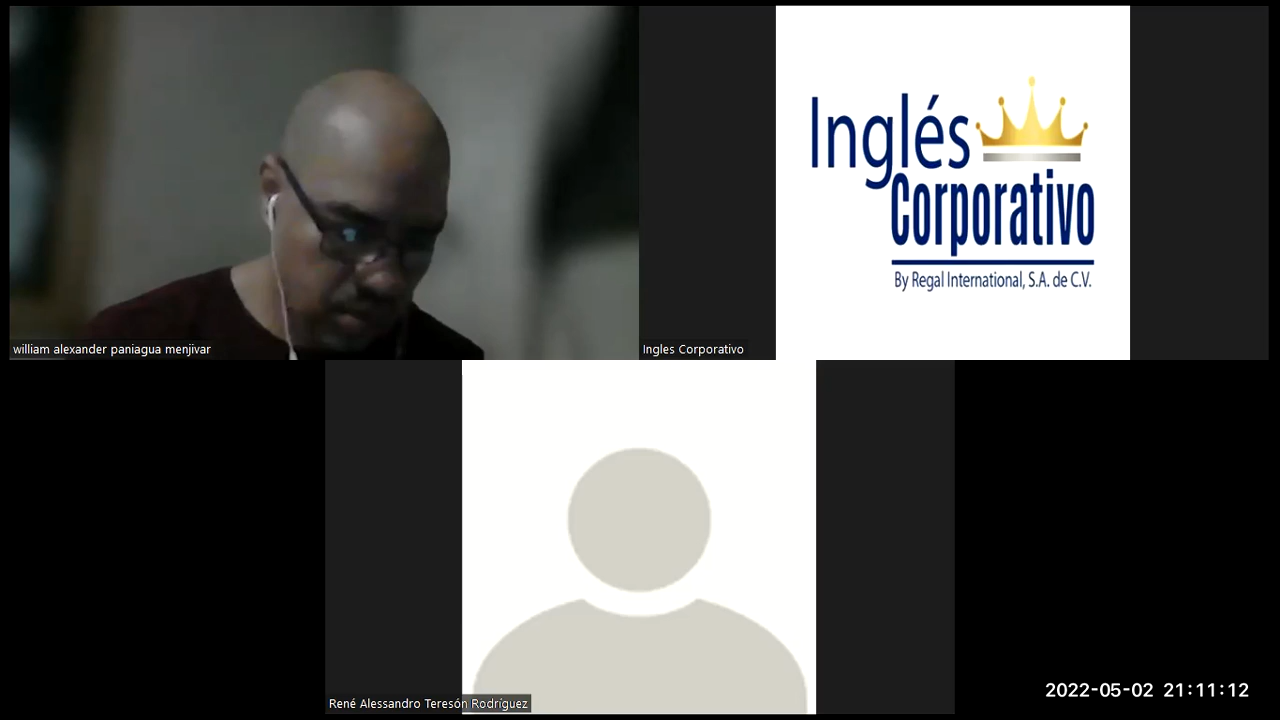 Inglés
Corporativo
By Regal International, S.A. de C.V.
william alexander paniagua menjivar
Ingles Corporativo
René Alessandro Teresón Rodríguez
2022-05-02 21:11:12